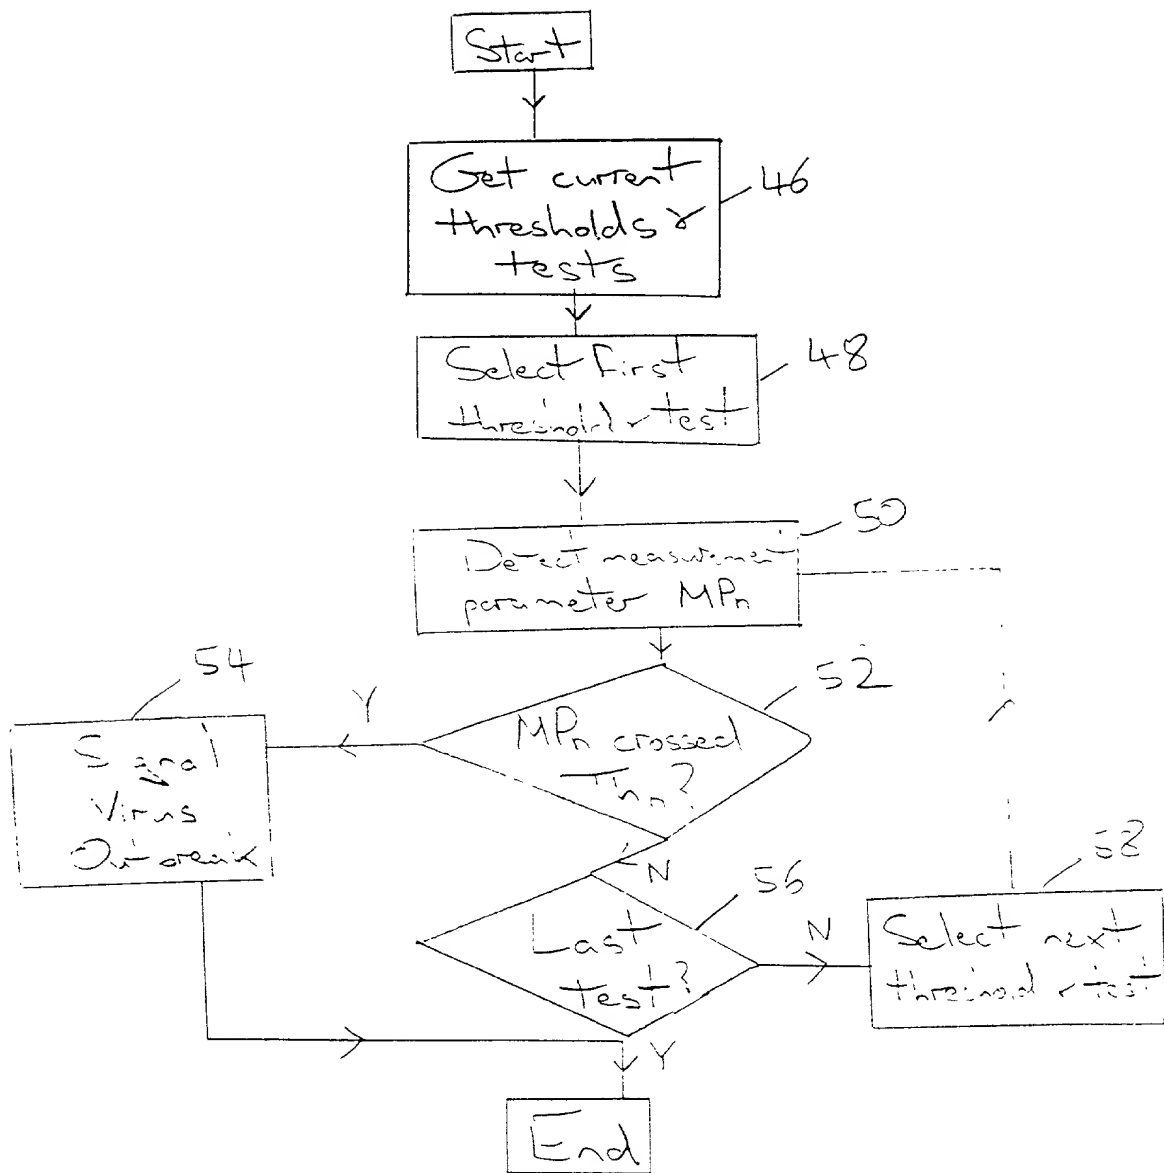 Start
Get current
thresholds &
tests
46
Select First
threshold & test
48
50
Detect measurement
parameter MPn
52
MPn crossed
Thn?
Y
54
Signal
Virus
Outbreak
N
56
Last
test?
N
58
Select next
threshold & test
Y
End